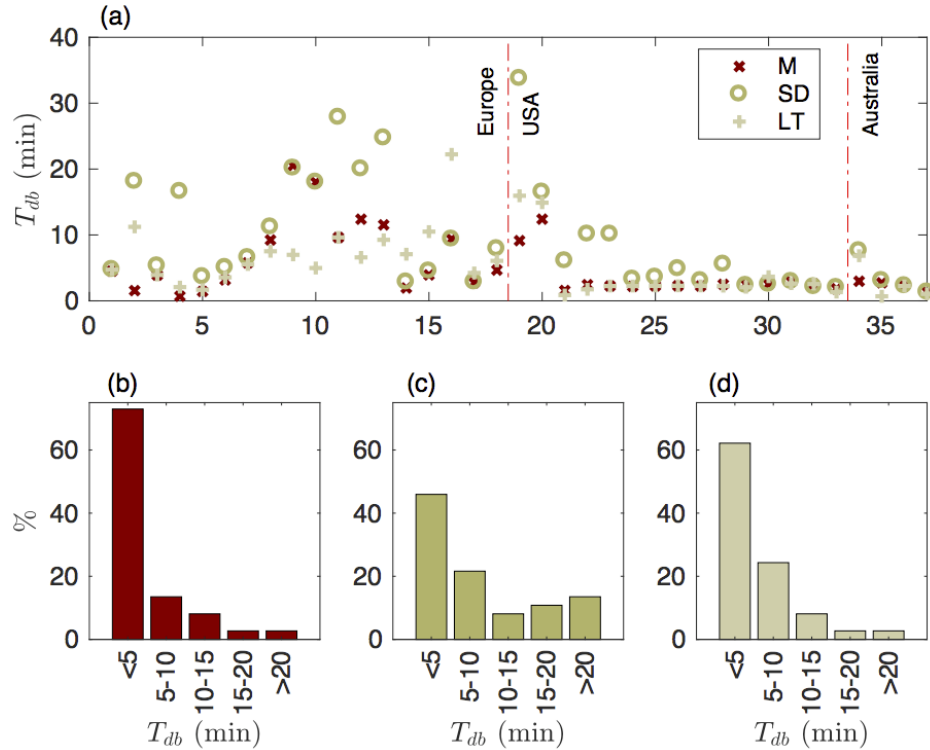 (a)
40
30
20
10
0
T_db (min)
Europe
USA
Australia
M
SD
LT
0 5 10 15 20 25 30 35
(b) (c) (d)
60 60 60
40 40 40
20 20 20
0 0 0
%
<5 5-10 10-15 15-20 >20
<5 5-10 10-15 15-20 >20
<5 5-10 10-15 15-20 >20
T_db (min) T_db (min) T_db (min)